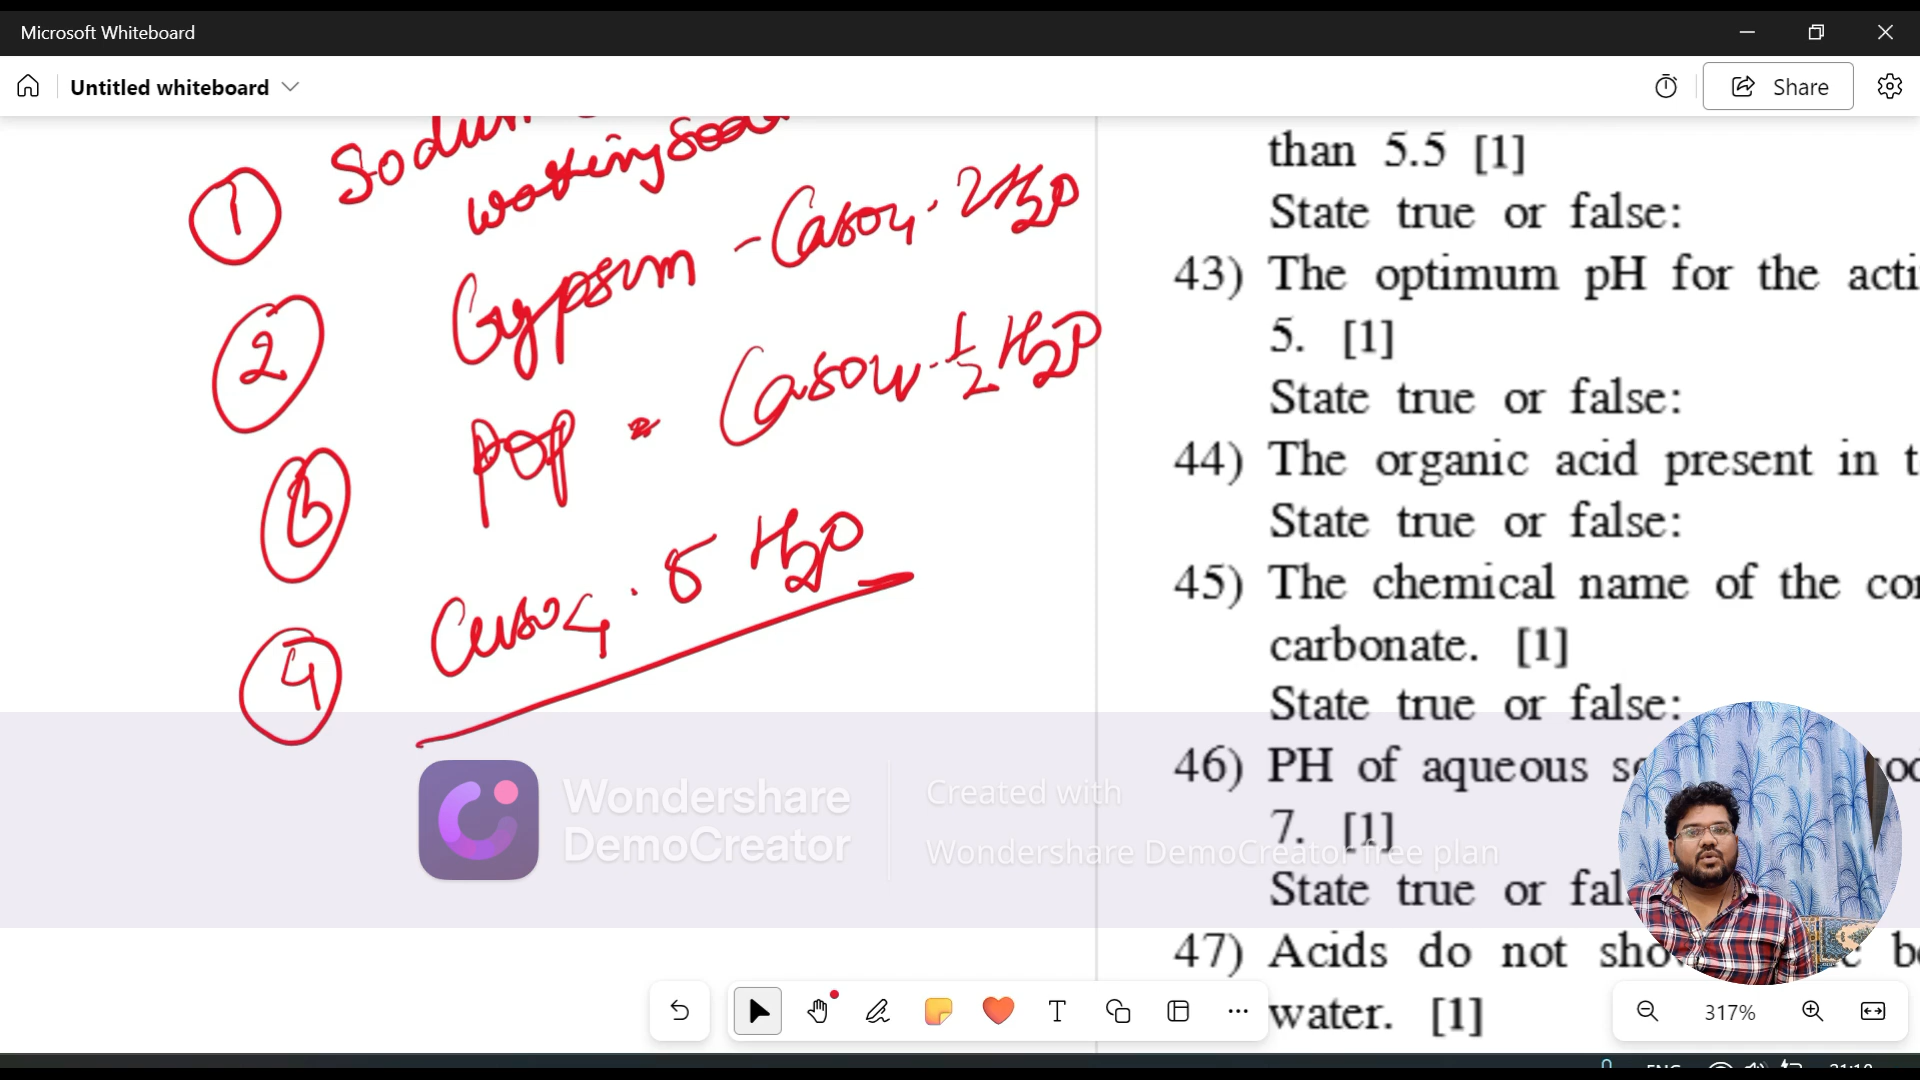 Microsoft Whiteboard
Untitled whiteboard
Share
1 Sodium
washing soda
2 Gypsum - CaSO4 . 2H2O
3 POP = CaSO4 . 1/2 H2O
4 CuSO4 . 5 H2O
than 5.5 [1]
State true or false:
43) The optimum pH for the acti
5. [1]
State true or false:
44) The organic acid present in t
State true or false:
45) The chemical name of the co
carbonate. [1]
State true or false:
46) PH of aqueous s
7. [1]
State true or fal
47) Acids do not sho
water. [1]
Wondershare
DemoCreator
Created with
Wondershare DemoCreator free plan
317%